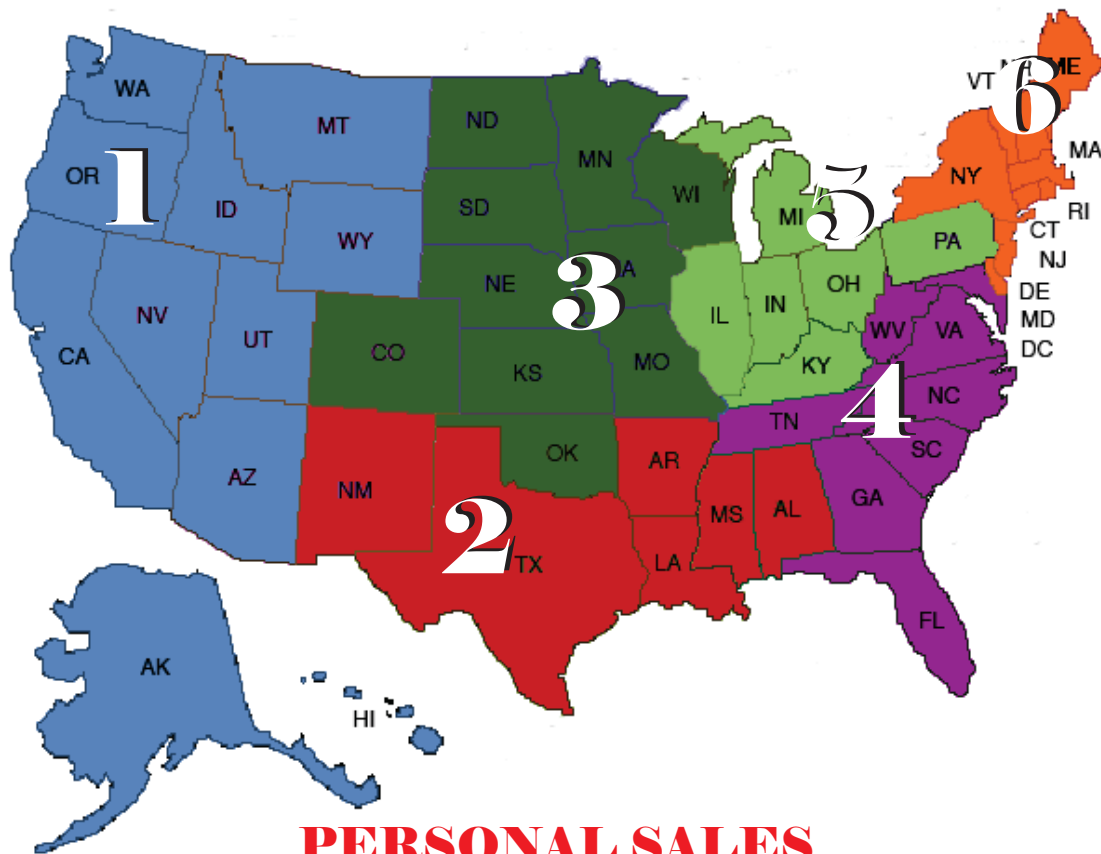 WA
MT
ND
MN
VT
ME
6
MA
OR
1
ID
WY
SD
WI
MI
5
NY
RI
CT
NJ
PA
NV
UT
CO
NE
3
IL
IN
OH
WV
VA
DE
MD
DC
CA
KS
MO
KY
TN
4
NC
SC
AZ
NM
OK
AR
MS
AL
GA
2
TX
LA
FL
AK
HI
PERSONAL SALES